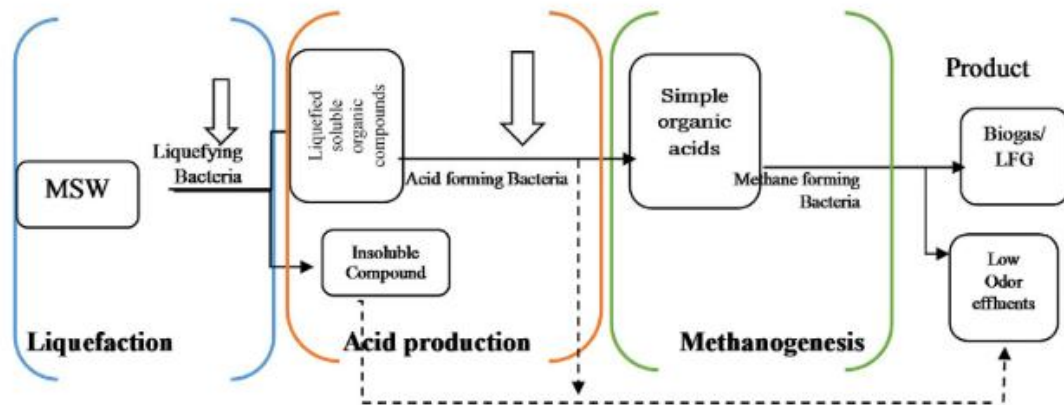 MSW
Liquefying
Bacteria
Liquefaction
Liquefied
soluble
organic
compounds
Acid forming Bacteria
Insoluble
Compound
Acid production
Simple
organic
acids
Methane forming
Bacteria
Methanogenesis
Product
Biogas/
LFG
Low
Odor
effluents